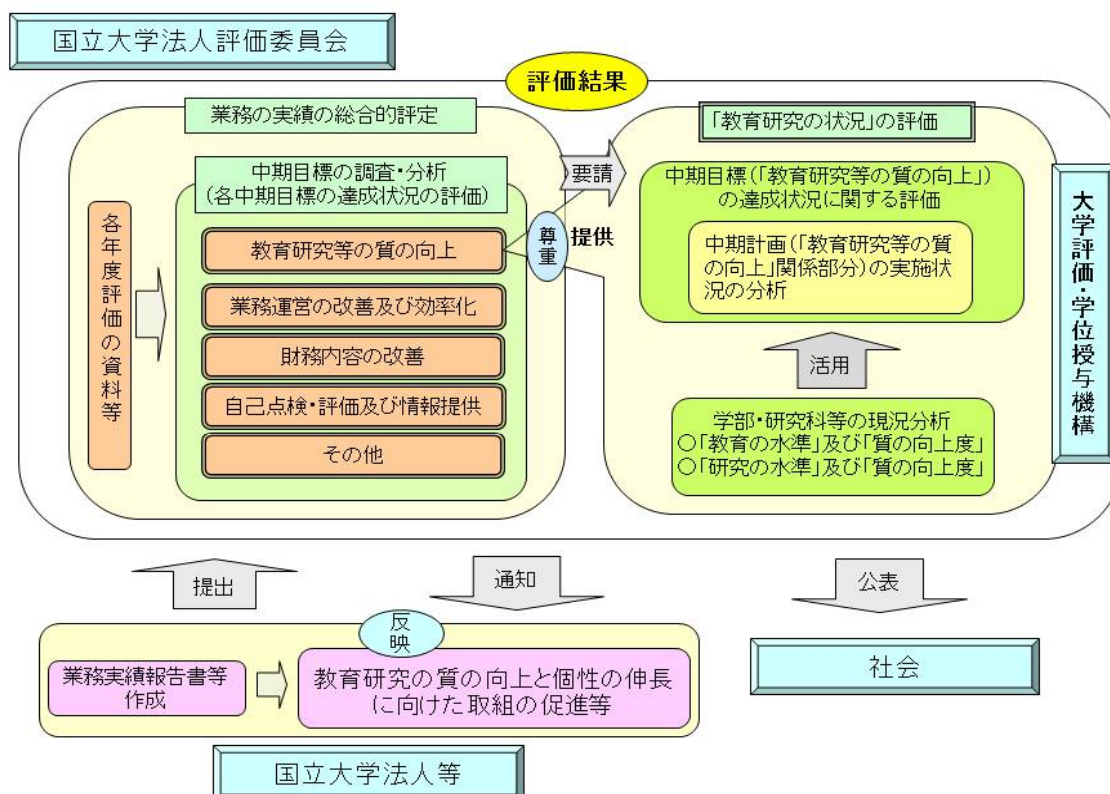 国立大学法人評価委員会
評価結果
業務の実績の総合的評定
中期目標の調査・分析
(各中期目標の達成状況の評価)
各年度評価の資料等
教育研究等の質の向上
業務運営の改善及び効率化
財務内容の改善
自己点検・評価及び情報提供
その他
要請
尊重
提供
「教育研究の状況」の評価
中期目標(「教育研究等の質の向上」)
の達成状況に関する評価
中期計画(「教育研究等の質
の向上」関係部分)の実施状
況の分析
活用
学部・研究科等の現況分析
○「教育の水準」及び「質の向上度」
○「研究の水準」及び「質の向上度」
大学評価・学位授与機構
提出
通知
公表
反映
業務実績報告書等
作成
教育研究の質の向上と個性の伸長
に向けた取組の促進等
社会
国立大学法人等